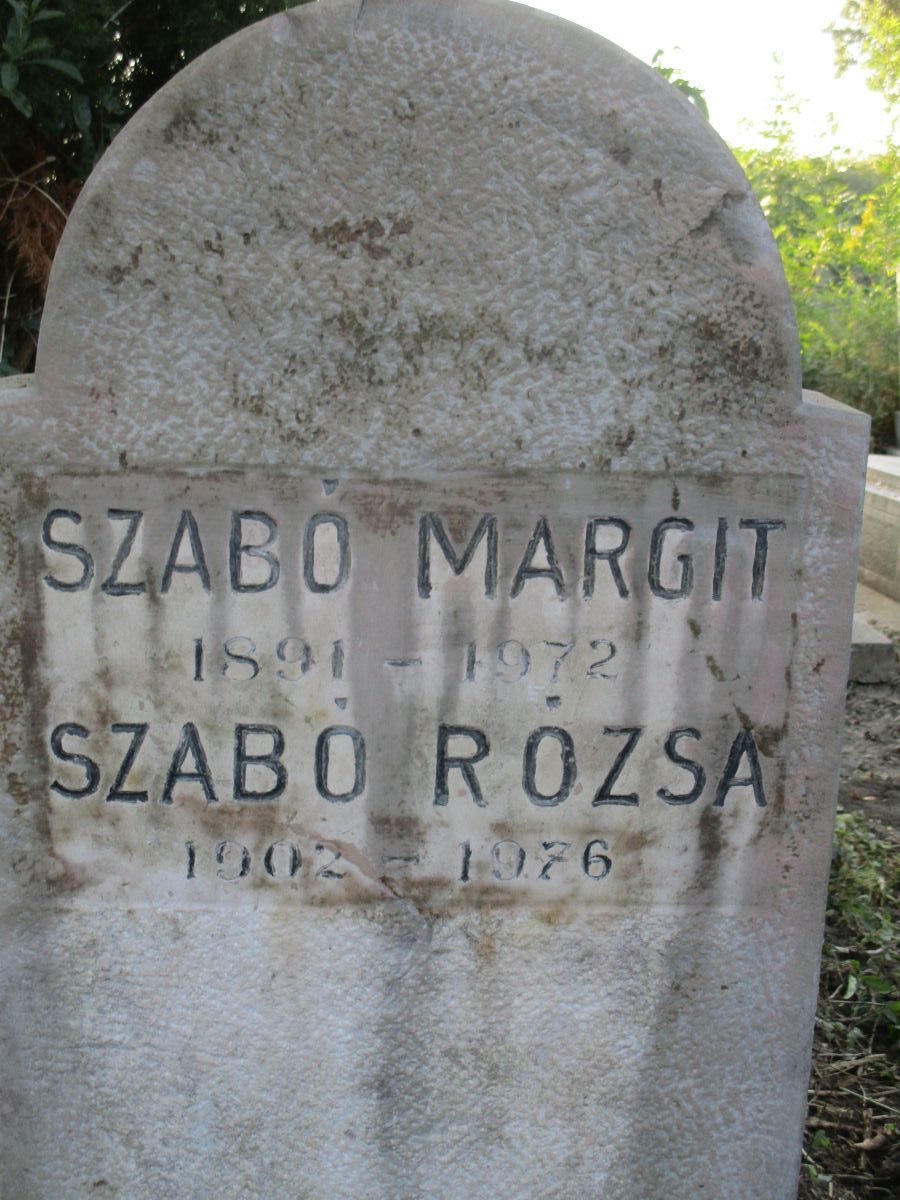 SZABÓ MARGIT
1891 - 1972
SZABÓ RÓZSA
1902 - 1976